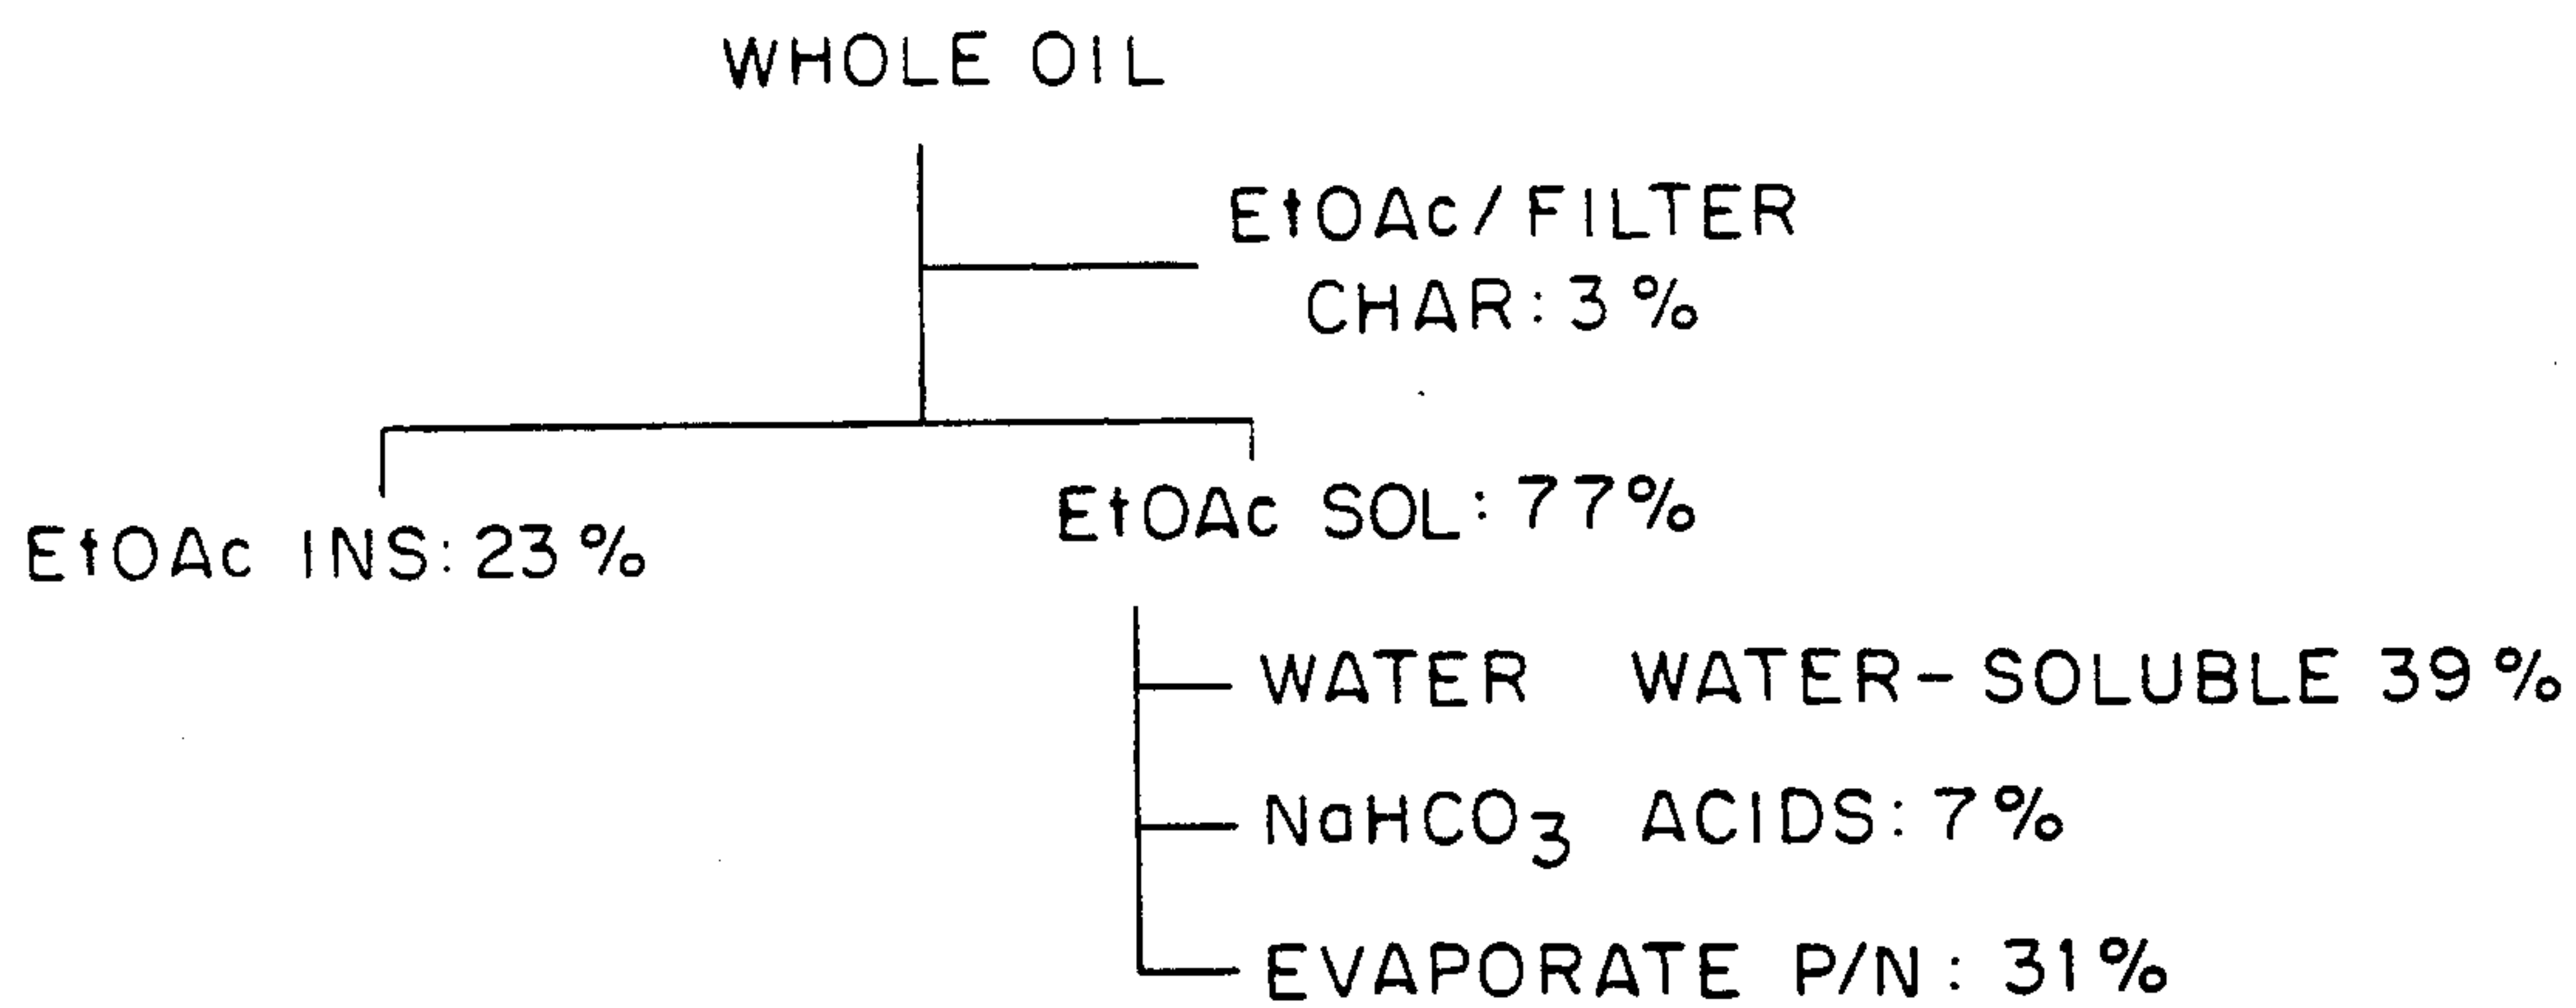 WHOLE OIL
EtOAc/FILTER
CHAR: 3%
EtOAc INS: 23%
EtOAc SOL: 77%
WATER WATER-SOLUBLE 39%
NaHCO3 ACIDS: 7%
EVAPORATE P/N: 31%